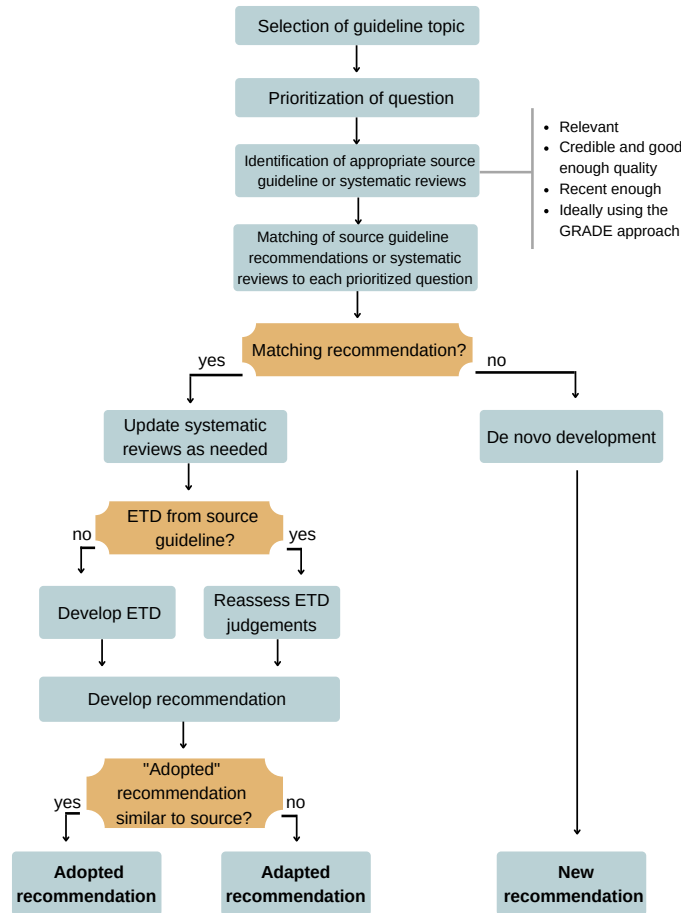 Selection of guideline topic
Prioritization of question
Identification of appropriate source
guideline or systematic reviews
• Relevant
• Credible and good
enough quality
• Recent enough
• Ideally using the
GRADE approach
Matching of source guideline
recommendations or systematic
reviews to each prioritized question
Matching recommendation?
yes
no
Update systematic
reviews as needed
De novo development
ETD from source
guideline?
no
yes
Develop ETD
Reassess ETD
judgements
Develop recommendation
"Adopted"
recommendation
similar to source?
yes
no
Adopted
recommendation
Adapted
recommendation
New
recommendation